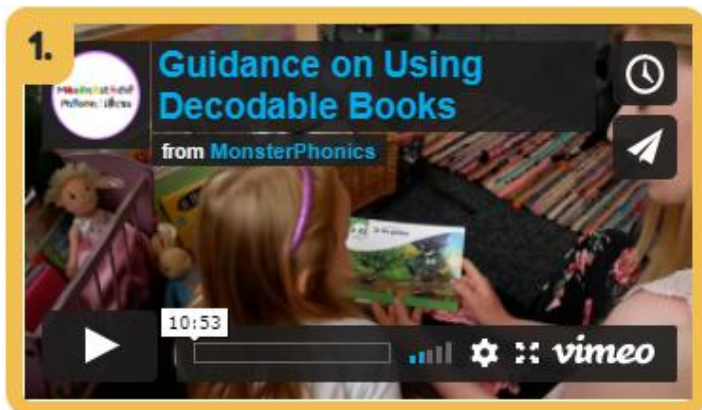 1.
Guidance on Using
Decodable Books
from MonsterPhonics
10:53
vimeo